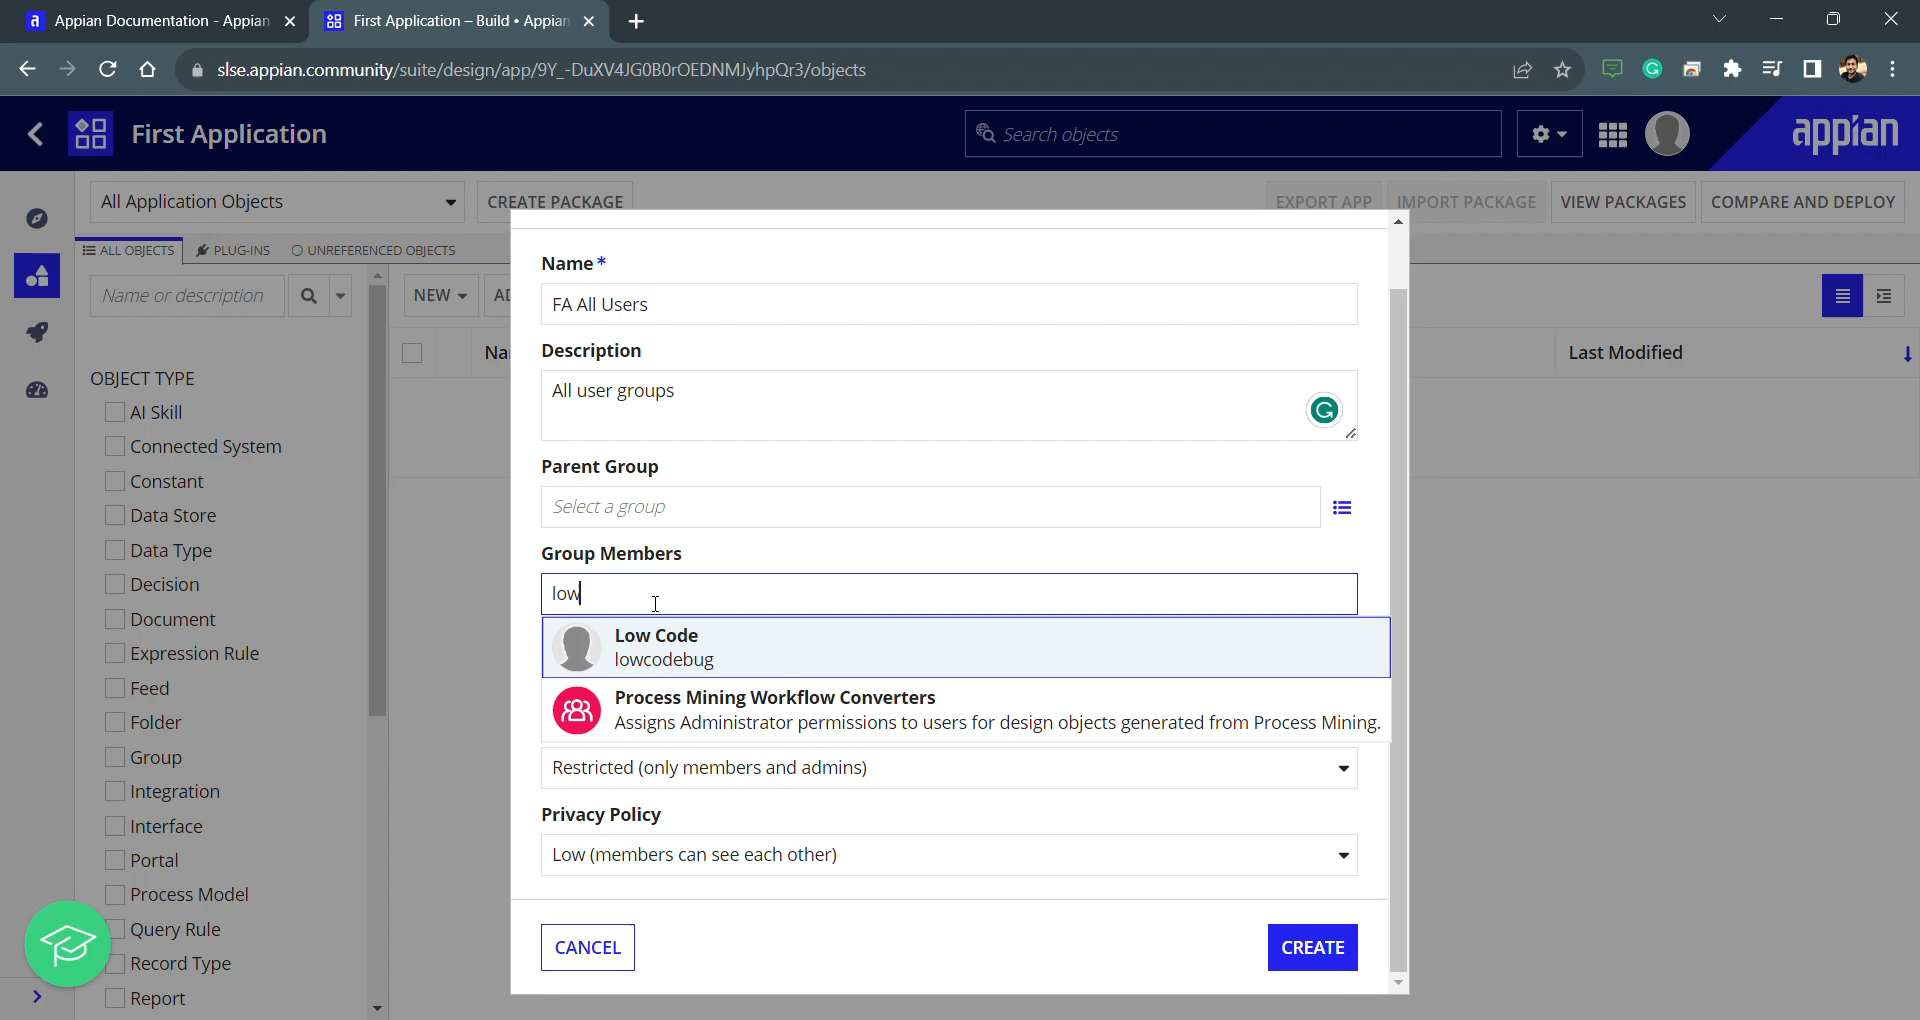 Appian Documentation - Appian
First Application – Build • Appian
slse.appian.community/suite/design/app/9Y_-DuXV4JG0B0rOEDNMJyhpQr3/objects
First Application
Search objects
appian
All Application Objects
CREATE PACKAGE
EXPORT APP
IMPORT PACKAGE
VIEW PACKAGES
COMPARE AND DEPLOY
ALL OBJECTS
PLUG-INS
UNREFERENCED OBJECTS
Name or description
NEW
AD
Na
Last Modified
OBJECT TYPE
AI Skill
Connected System
Constant
Data Store
Data Type
Decision
Document
Expression Rule
Feed
Folder
Group
Integration
Interface
Portal
Process Model
Query Rule
Record Type
Report
Name*
FA All Users
Description
All user groups
Parent Group
Select a group
Group Members
low
Low Code
lowcodebug
Process Mining Workflow Converters
Assigns Administrator permissions to users for design objects generated from Process Mining.
Restricted (only members and admins)
Privacy Policy
Low (members can see each other)
CANCEL
CREATE